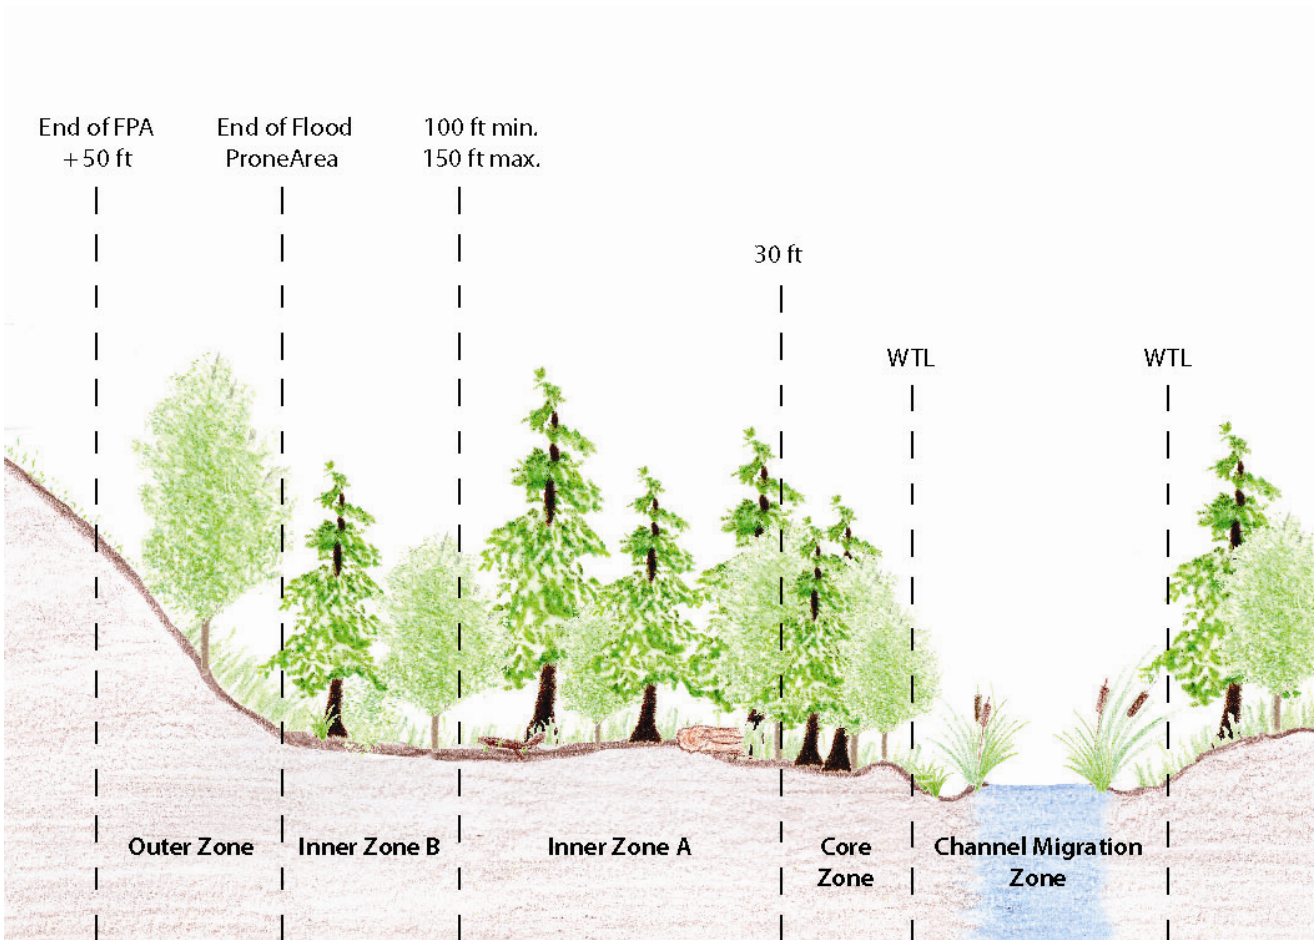 End of FPA
+ 50 ft
End of Flood
ProneArea
100 ft min.
150 ft max.
30 ft
WTL
WTL
Outer Zone
Inner Zone B
Inner Zone A
Core
Zone
Channel Migration
Zone